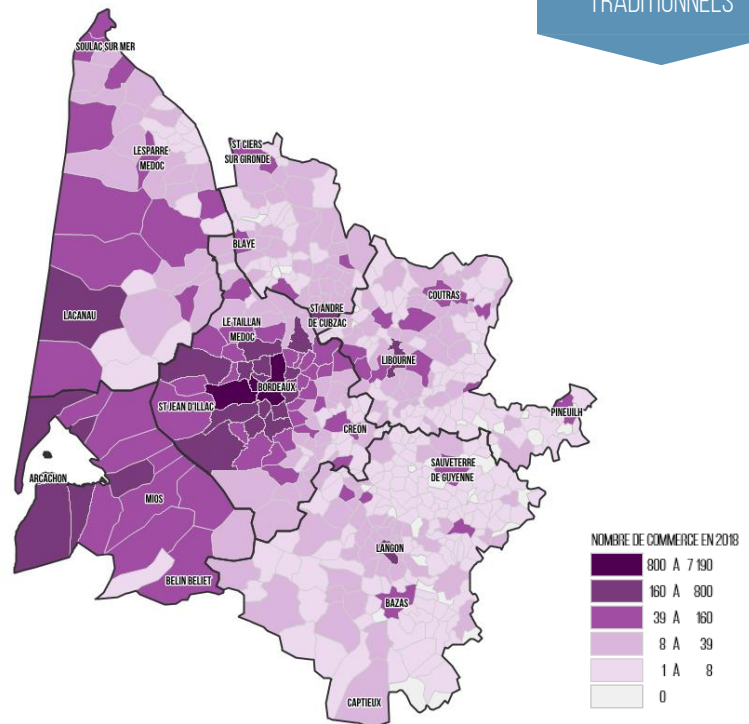 TRADITIONNELS
SOULAC SUR MER
LESPARRE-
MEDOC
ST CIERS
SUR GIRONDE
BLAYE
LACANAU
LE TAILLAN
MEDOC
ST ANDRE
DE CUBZAC
COUTRAS
LIBOURNE
BORDEAUX
ST JEAN D'ILLAC
PINEUILH
CREON
ARCACHON
MIOS
SAUVETERRE
DE GUYENNE
LANGON
BELIN BELIET
BAZAS
CAPTIEUX
NOMBRE DE COMMERCE EN 2018
800 À 7 190
160 À 800
39 À 160
8 À 39
1 À 8
0